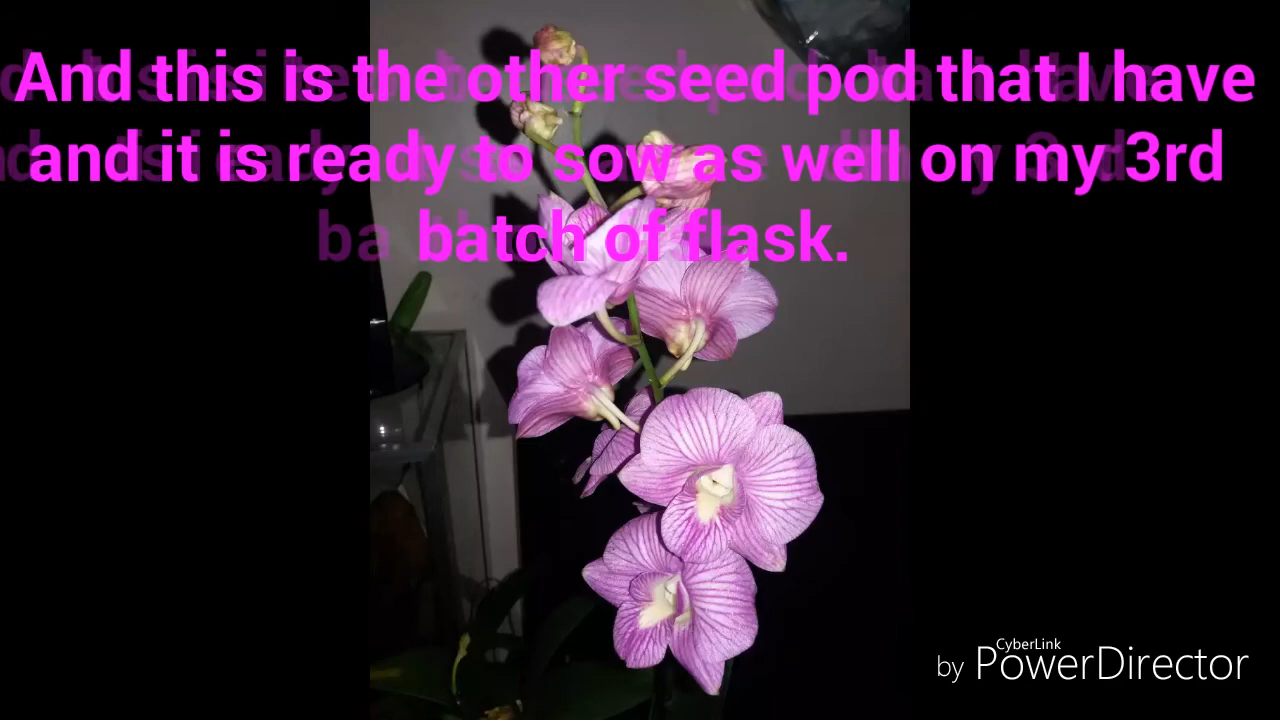 And this is the other seed pod that I have
and it is ready to sow as well on my 3rd
batch of flask.
CyberLink
by PowerDirector